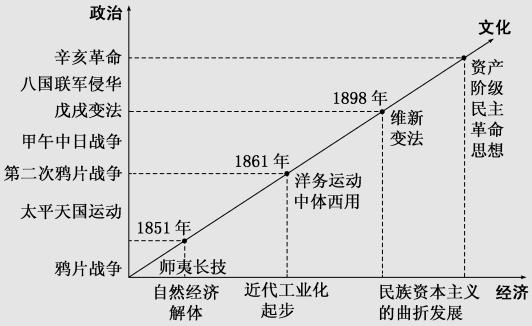 政治
文化
辛亥革命
八国联军侵华
戊戌变法
甲午中日战争
第二次鸦片战争
太平天国运动
鸦片战争
1851年
师夷长技
1861年
洋务运动
中体西用
1898年
维新
变法
资产
阶级
民主
革命
思想
自然经济
解体
近代工业化
起步
民族资本主义
的曲折发展
经济